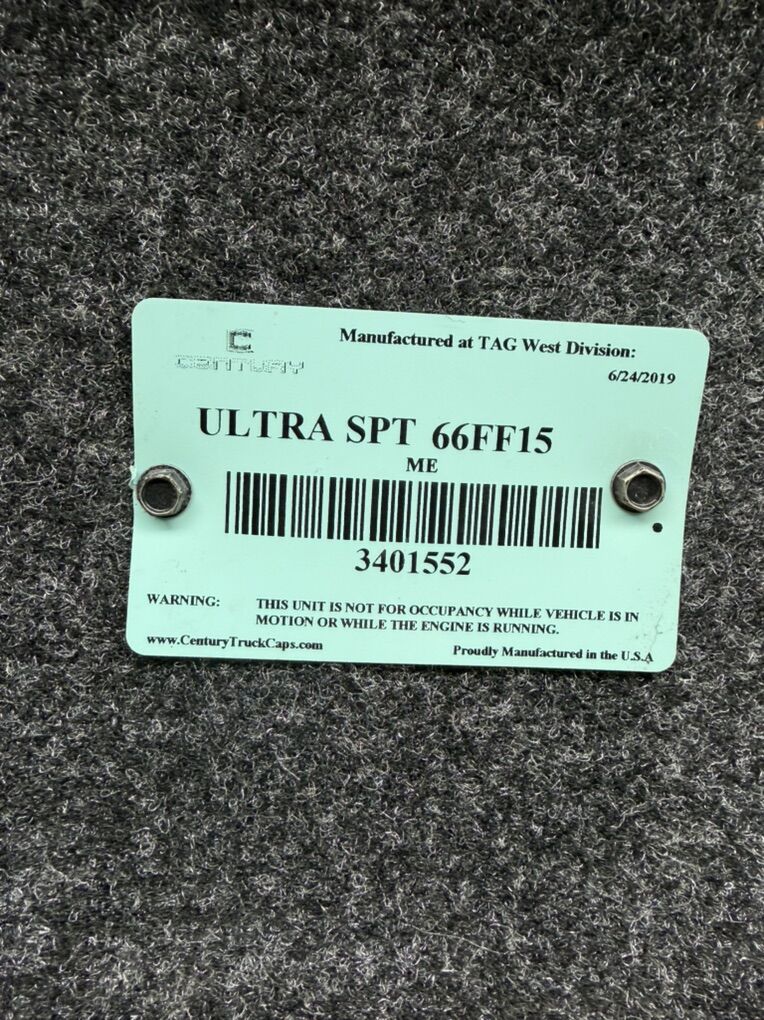 C
CENTURY
Manufactured at TAG West Division:
6/24/2019
ULTRA SPT 66FF15
ME
3401552
WARNING: THIS UNIT IS NOT FOR OCCUPANCY WHILE VEHICLE IS IN
MOTION OR WHILE THE ENGINE IS RUNNING.
www.CenturyTruckCaps.com Proudly Manufactured in the U.S.A